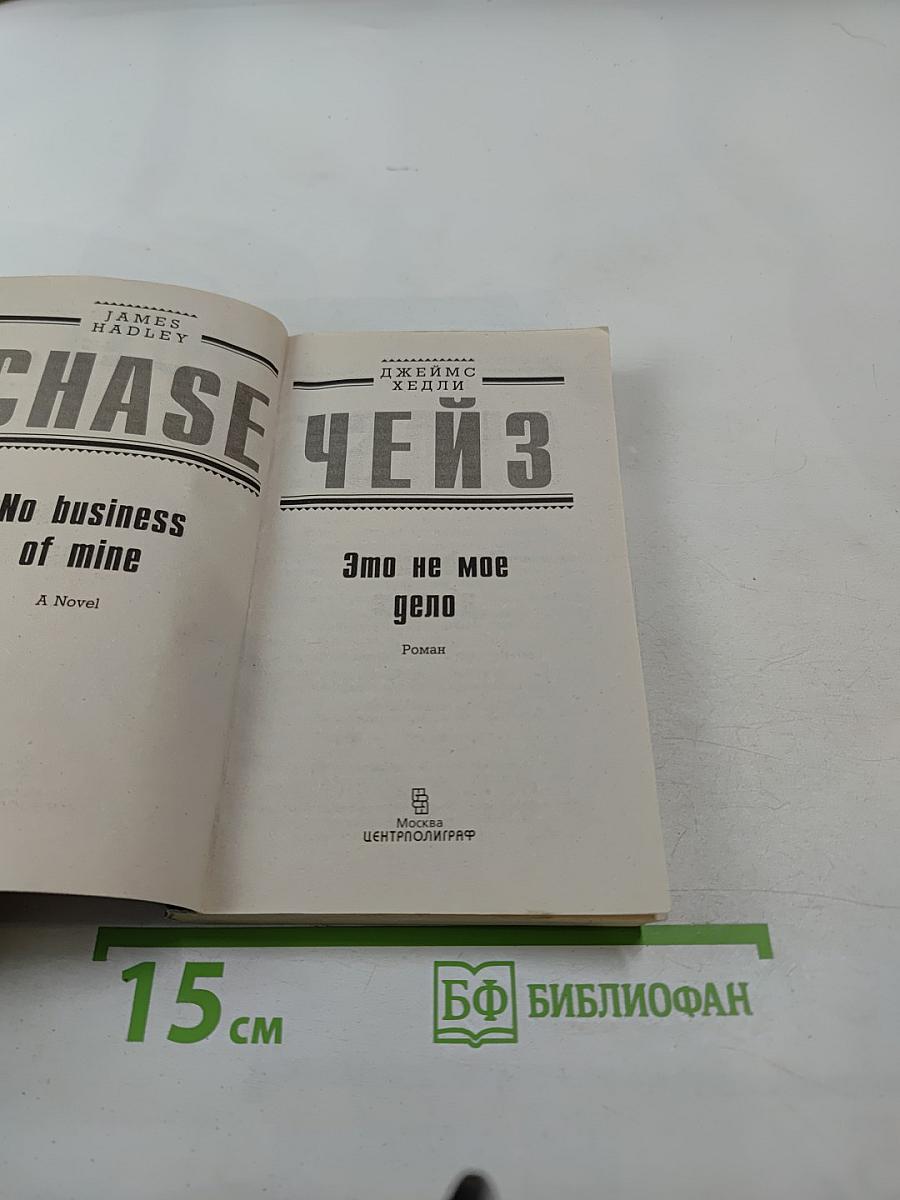 JAMES
HADLEY
CHASE
No business
of mine
A Novel
ДЖЕЙМС
ХЕДЛИ
ЧЕЙЗ
Это не мое
дело
Роман
Москва
ЦЕНТРПОЛИГРАФ
15 см
БФ БИБЛИОФАН